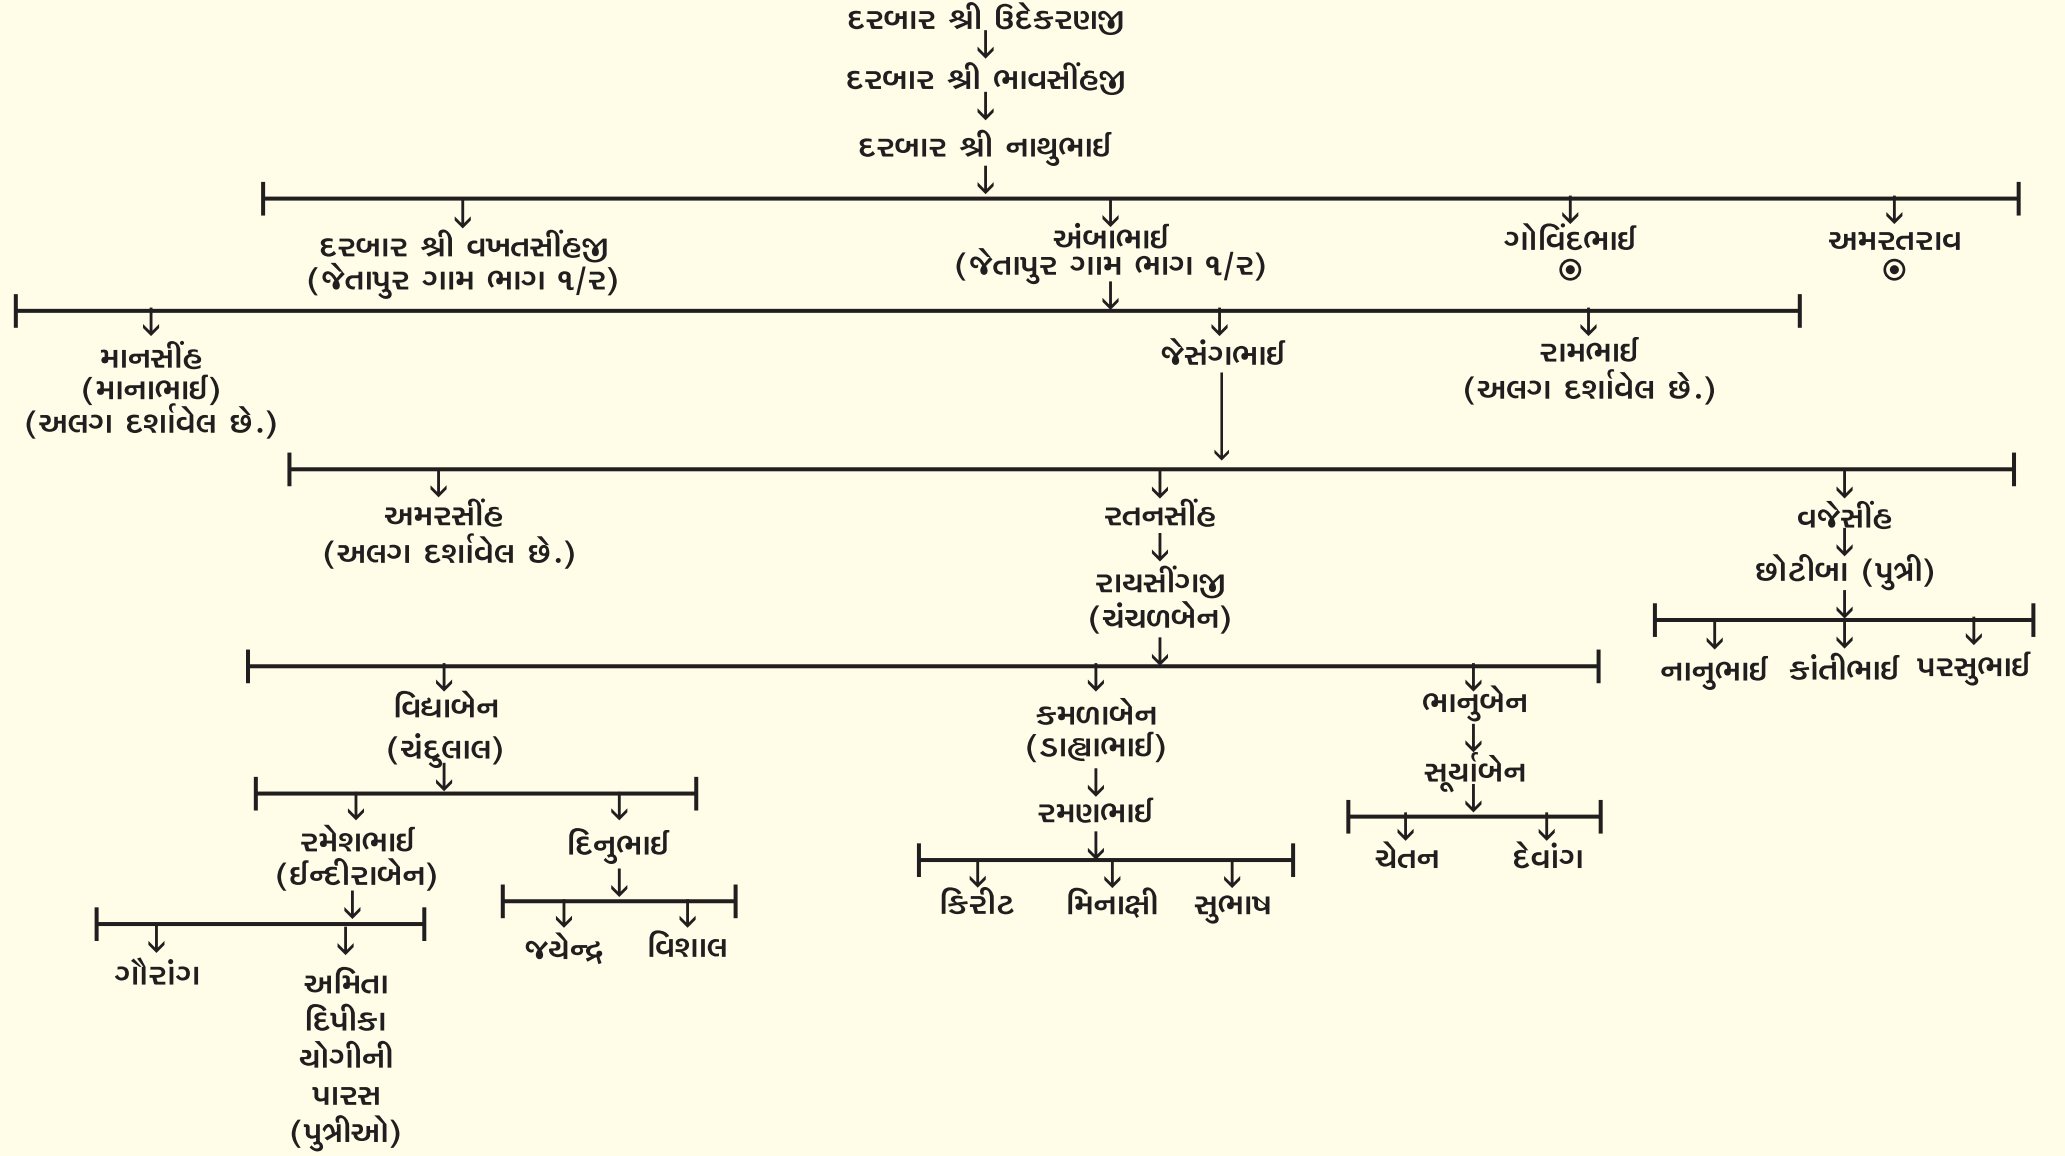 દરબાર શ્રી ઉદેકરણજી
દરબાર શ્રી ભાવસીંહજી
દરબાર શ્રી નાથુભાઈ
દરબાર શ્રી વખતસીંહજી
(જેતાપુર ગામ ભાગ ૧/૨)
અંબાભાઈ
(જેતાપુર ગામ ભાગ ૧/૨)
ગોવિંદભાઈ
અમરતરાવ
માનસીંહ
(માનાભાઈ)
(અલગ દર્શાવેલ છે.)
જેસંગભાઈ
રામભાઈ
(અલગ દર્શાવેલ છે.)
અમરસીંહ
(અલગ દર્શાવેલ છે.)
રતનસીંહ
રાયસીંગજી
(ચંચળબેન)
વજેસીંહ
છોટીબા (પુત્રી)
નાનુભાઈ કાંતીભાઈ પરસુભાઈ
વિદ્યાબેન
(ચંદુલાલ)
કમળાબેન
(ડાહ્યાભાઈ)
રમણભાઈ
ભાનુબેન
સૂર્યાબેન
ચેતન
દેવાંગ
રમેશભાઈ
(ઈન્દીરાબેન)
દિનુભાઈ
કિરીટ
મિનાક્ષી
સુભાષ
જયેન્દ્ર
વિશાલ
ગૌરાંગ
અમિતા
દિપીકા
યોગીની
પારસ
(પુત્રીઓ)